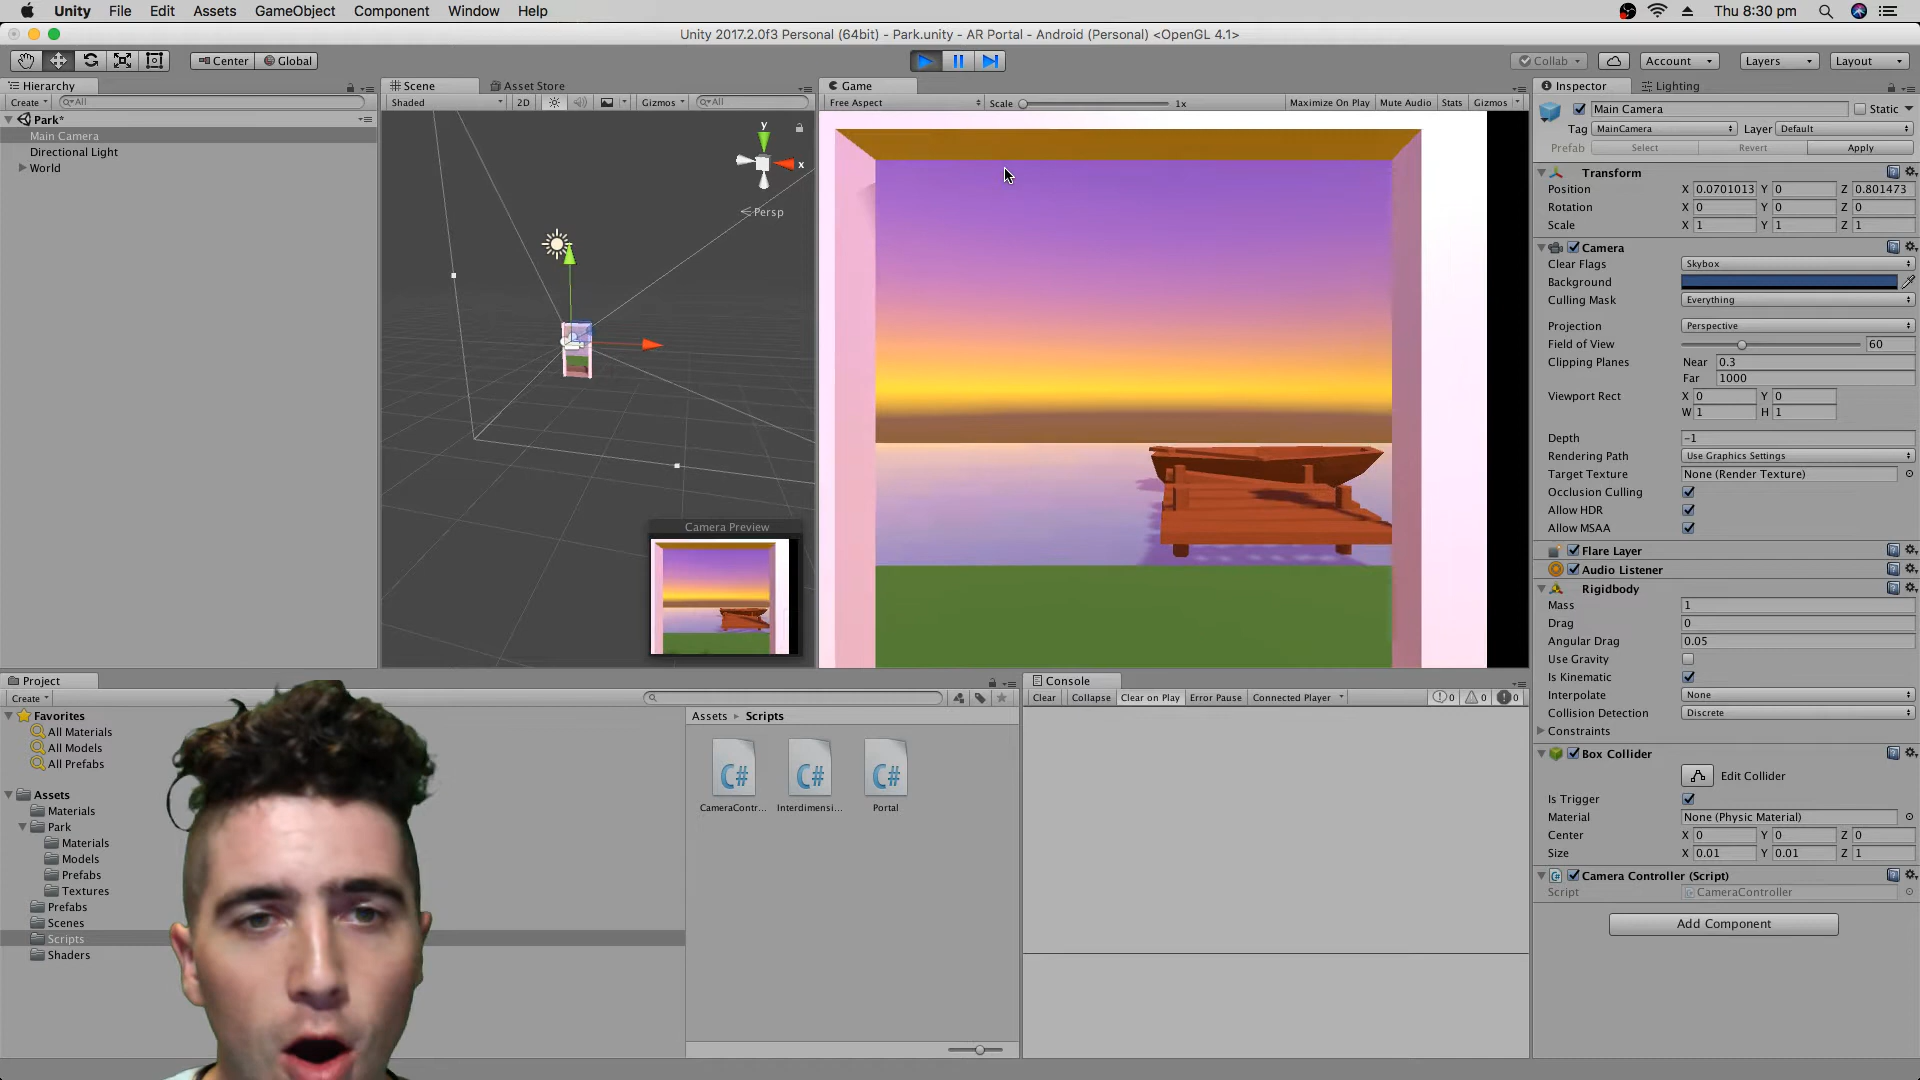 Unity File Edit Assets GameObject Component Window Help Thu 8:30 pm
Unity 2017.2.0f3 Personal (64bit) - Park.unity - AR Portal - Android (Personal) <OpenGL 4.1>
Center Global Collab Account Layers Layout
Hierarchy
Create All
Park*
Main Camera
Directional Light
World
Scene Asset Store
Shaded 2D Gizmos All
y
x
Persp
Camera Preview
Game
Free Aspect Scale 1x Maximize On Play Mute Audio Stats Gizmos
Inspector Lighting
Main Camera Static
Tag MainCamera Layer Default
Prefab Select Revert Apply
Transform
Position X 0.0701013 Y 0 Z 0.801473
Rotation X 0 Y 0 Z 0
Scale X 1 Y 1 Z 1
Camera
Clear Flags Skybox
Background
Culling Mask Everything
Projection Perspective
Field of View 60
Clipping Planes Near 0.3
Far 1000
Viewport Rect X 0 Y 0
W 1 H 1
Depth -1
Rendering Path Use Graphics Settings
Target Texture None (Render Texture)
Occlusion Culling
Allow HDR
Allow MSAA
Flare Layer
Audio Listener
Rigidbody
Mass 1
Drag 0
Angular Drag 0.05
Use Gravity
Is Kinematic
Interpolate None
Collision Detection Discrete
Constraints
Box Collider
Edit Collider
Is Trigger
Material None (Physic Material)
Center X 0 Y 0 Z 0
Size X 0.01 Y 0.01 Z 1
Camera Controller (Script)
Script CameraController
Add Component
Project
Create
Favorites
All Materials
All Models
All Prefabs
Assets
Materials
Park
Materials
Models
Prefabs
Textures
Prefabs
Scenes
Scripts
Shaders
Assets Scripts
C# C# C#
CameraContr... Interdimensi... Portal
Console
Clear Collapse Clear on Play Error Pause Connected Player 0 0 0